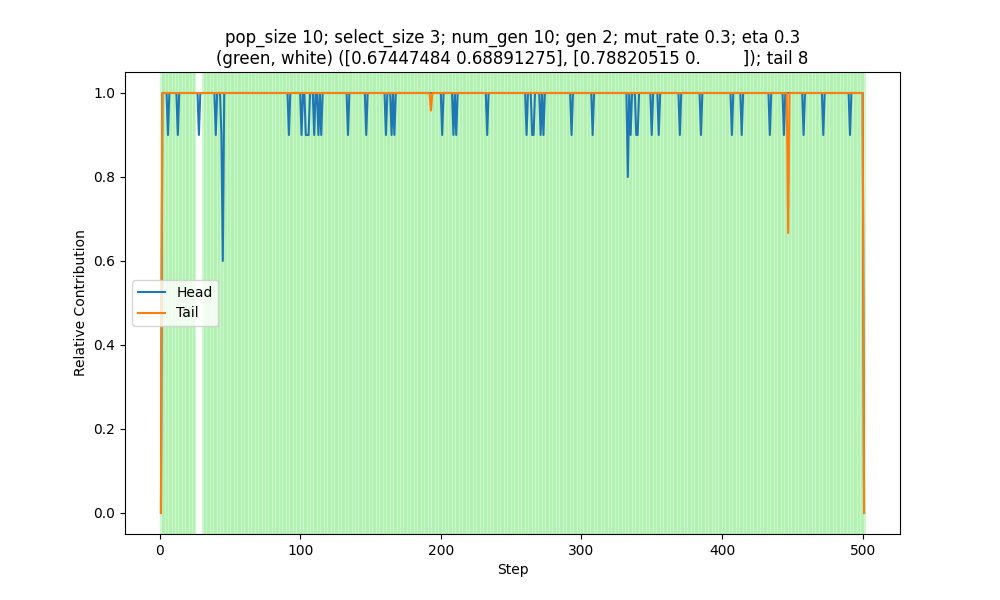 pop_size 10; select_size 3; num_gen 10; gen 2; mut_rate 0.3; eta 0.3
(green, white) ([0.67447484 0.68891275], [0.78820515 0.         ]); tail 8
1.0
0.8
0.6
0.4
0.2
0.0
Relative Contribution
Head
Tail
0
100
200
300
400
500
Step